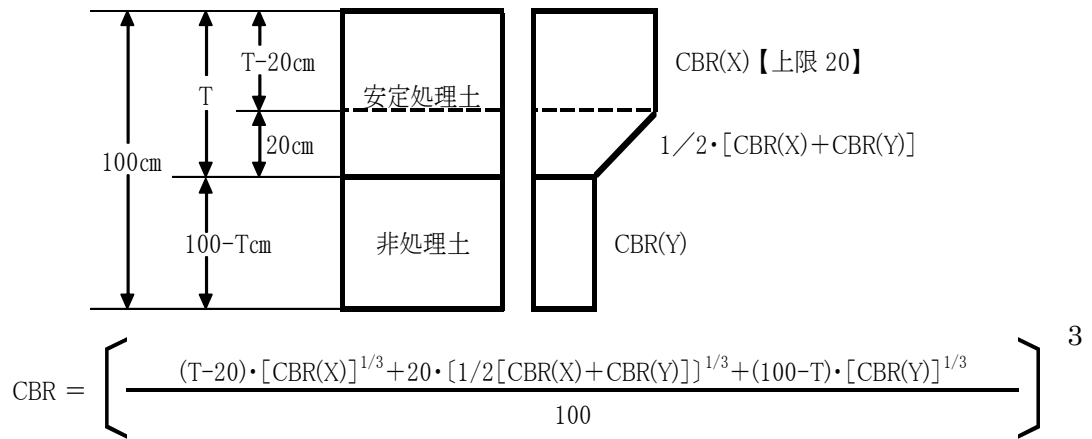 T-20cm
CBR(X)【上限 20】
T
安定処理土
20cm
1/2・[CBR(X)+CBR(Y)]
100cm
100-Tcm
非処理土
CBR(Y)
3
(T-20)・[CBR(X)]^{1/3}+20・〔1/2[CBR(X)+CBR(Y)]〕^{1/3}+(100-T)・[CBR(Y)]^{1/3}
CBR =
100